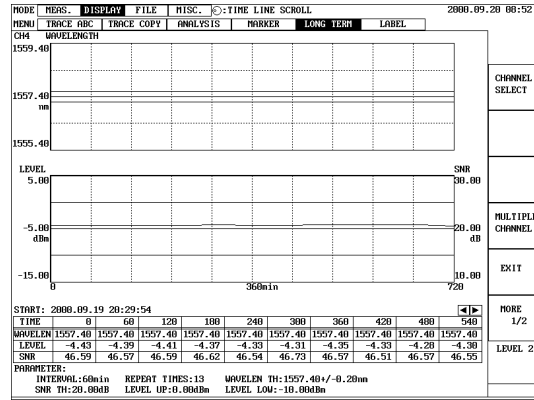 MODE MEAS. DISPLAY FILE MISC. :TIME LINE SCROLL 2000.09.20 08:52
MENU TRACE ABC TRACE COPY ANALYSIS MARKER LONG TERM LABEL
CH4 WAVELENGTH
1559.40
1557.40
nm
1555.40
LEVEL SNR
5.00 30.00
-5.00 20.00
dBm dB
-15.00 10.00
0 360min 720
START: 2000.09.19 20:29:54
TIME 0 60 120 180 240 300 360 420 480 540
WAVELEN 1557.40 1557.40 1557.40 1557.40 1557.40 1557.40 1557.40 1557.40 1557.40 1557.40
LEVEL -4.43 -4.39 -4.41 -4.37 -4.33 -4.31 -4.35 -4.33 -4.28 -4.30
SNR 46.59 46.57 46.59 46.62 46.54 46.73 46.57 46.51 46.57 46.55
PARAMETER:
INTERVAL:60min REPEAT TIMES:13 WAVELEN TH:1557.40+/-0.20nm
SNR TH:20.00dB LEVEL UP:0.00dBm LEVEL LOW:-10.00dBm
CHANNEL
SELECT
MULTIPL
CHANNEL
EXIT
MORE
1/2
LEVEL 2